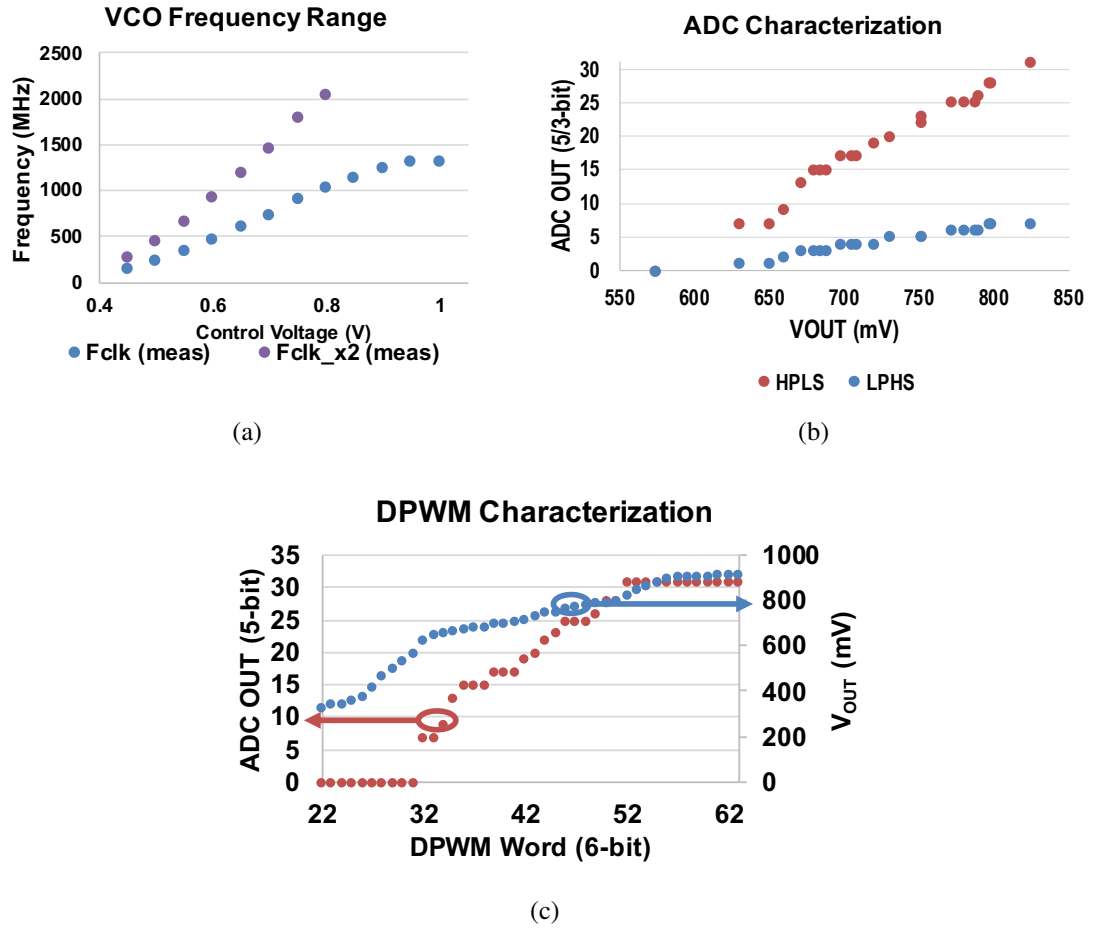 VCO Frequency Range
2500
2000
1500
1000
500
0
Frequency (MHz)
0.4
0.6
0.8
1
Control Voltage (V)
Fclk (meas)
Fclk_x2 (meas)
(a)
ADC Characterization
30
25
20
15
10
5
0
ADC OUT (5/3-bit)
550
600
650
700
750
800
850
VOUT (mV)
HPLS
LPHS
(b)
DPWM Characterization
35
30
25
20
15
10
5
0
ADC OUT (5-bit)
1000
800
600
400
200
0
VOUT (mV)
22
32
42
52
62
DPWM Word (6-bit)
(c)